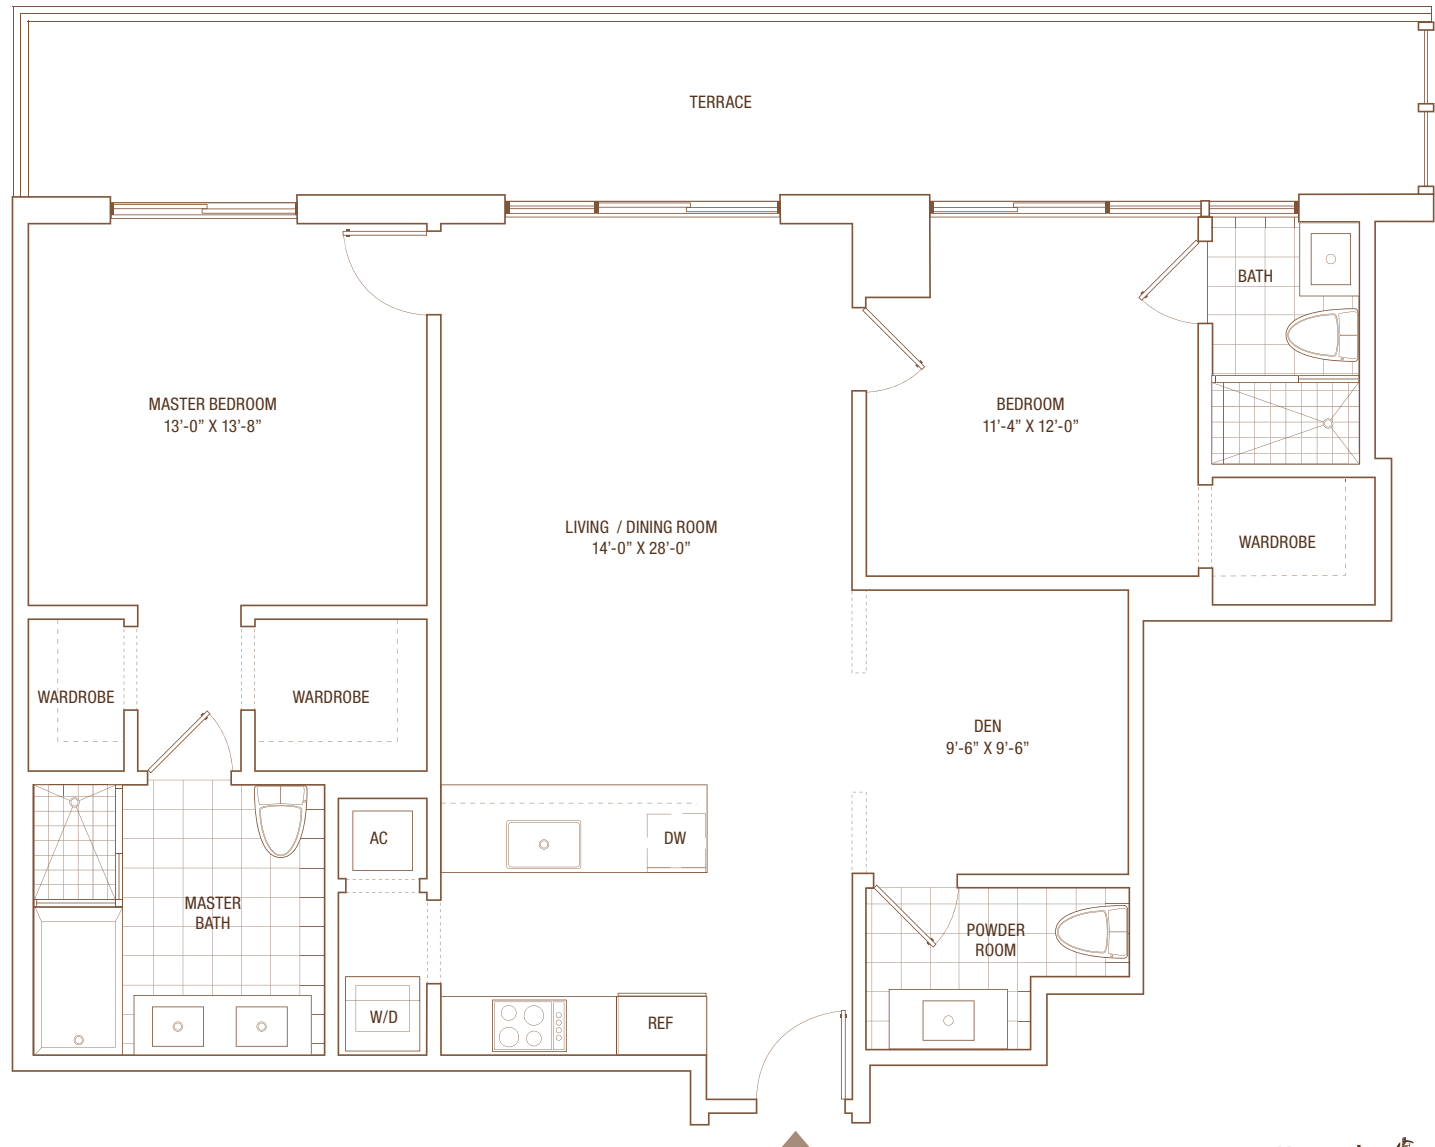 TERRACE
BATH
MASTER BEDROOM
13'-0” X 13'-8”
BEDROOM
11'-4” X 12'-0”
LIVING / DINING ROOM
14'-0” X 28'-0”
WARDROBE
WARDROBE
WARDROBE
DEN
9'-6” X 9'-6”
AC
DW
MASTER
BATH
POWDER
ROOM
W/D
REF